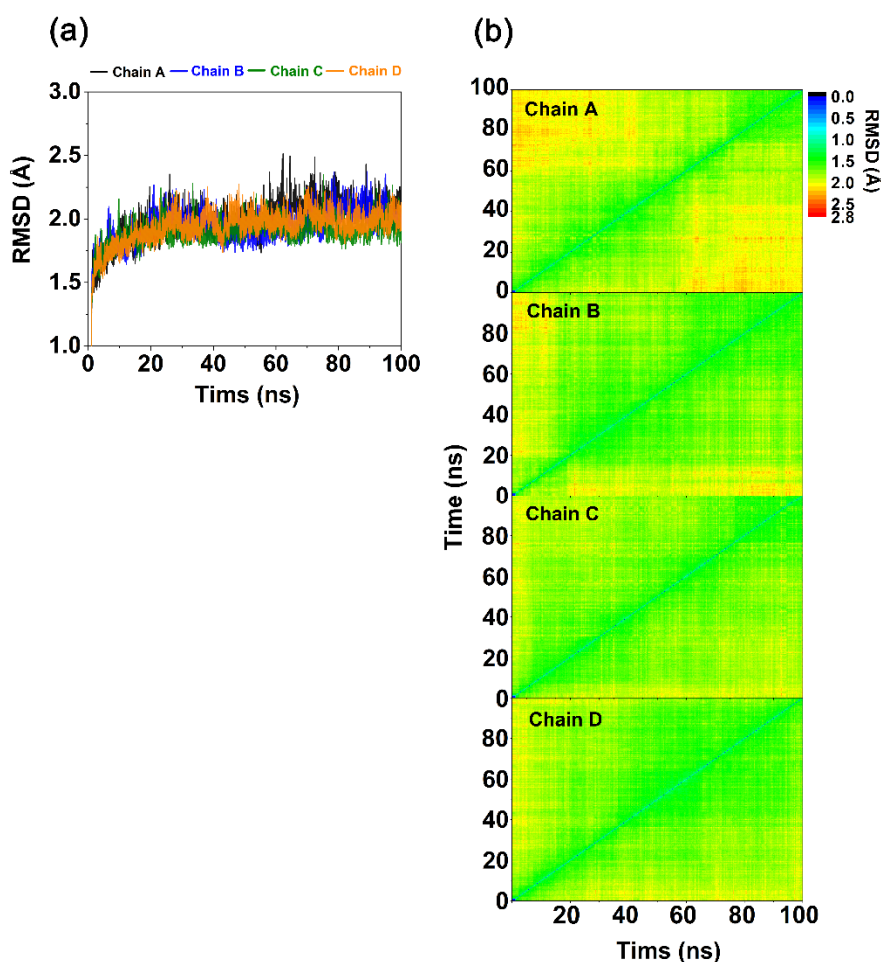 (a)
Chain A Chain B Chain C Chain D
3.0
2.5
2.0
1.5
1.0
RMSD (Å)
0 20 40 60 80 100
Tims (ns)
(b)
Chain A
100
80
60
40
20
0
Chain B
80
60
40
20
0
Chain C
80
60
40
20
0
Chain D
80
60
40
20
0
Time (ns)
20 40 60 80 100
Tims (ns)
0.0
0.5
1.0
1.5
2.0
2.5
2.8
RMSD (Å)